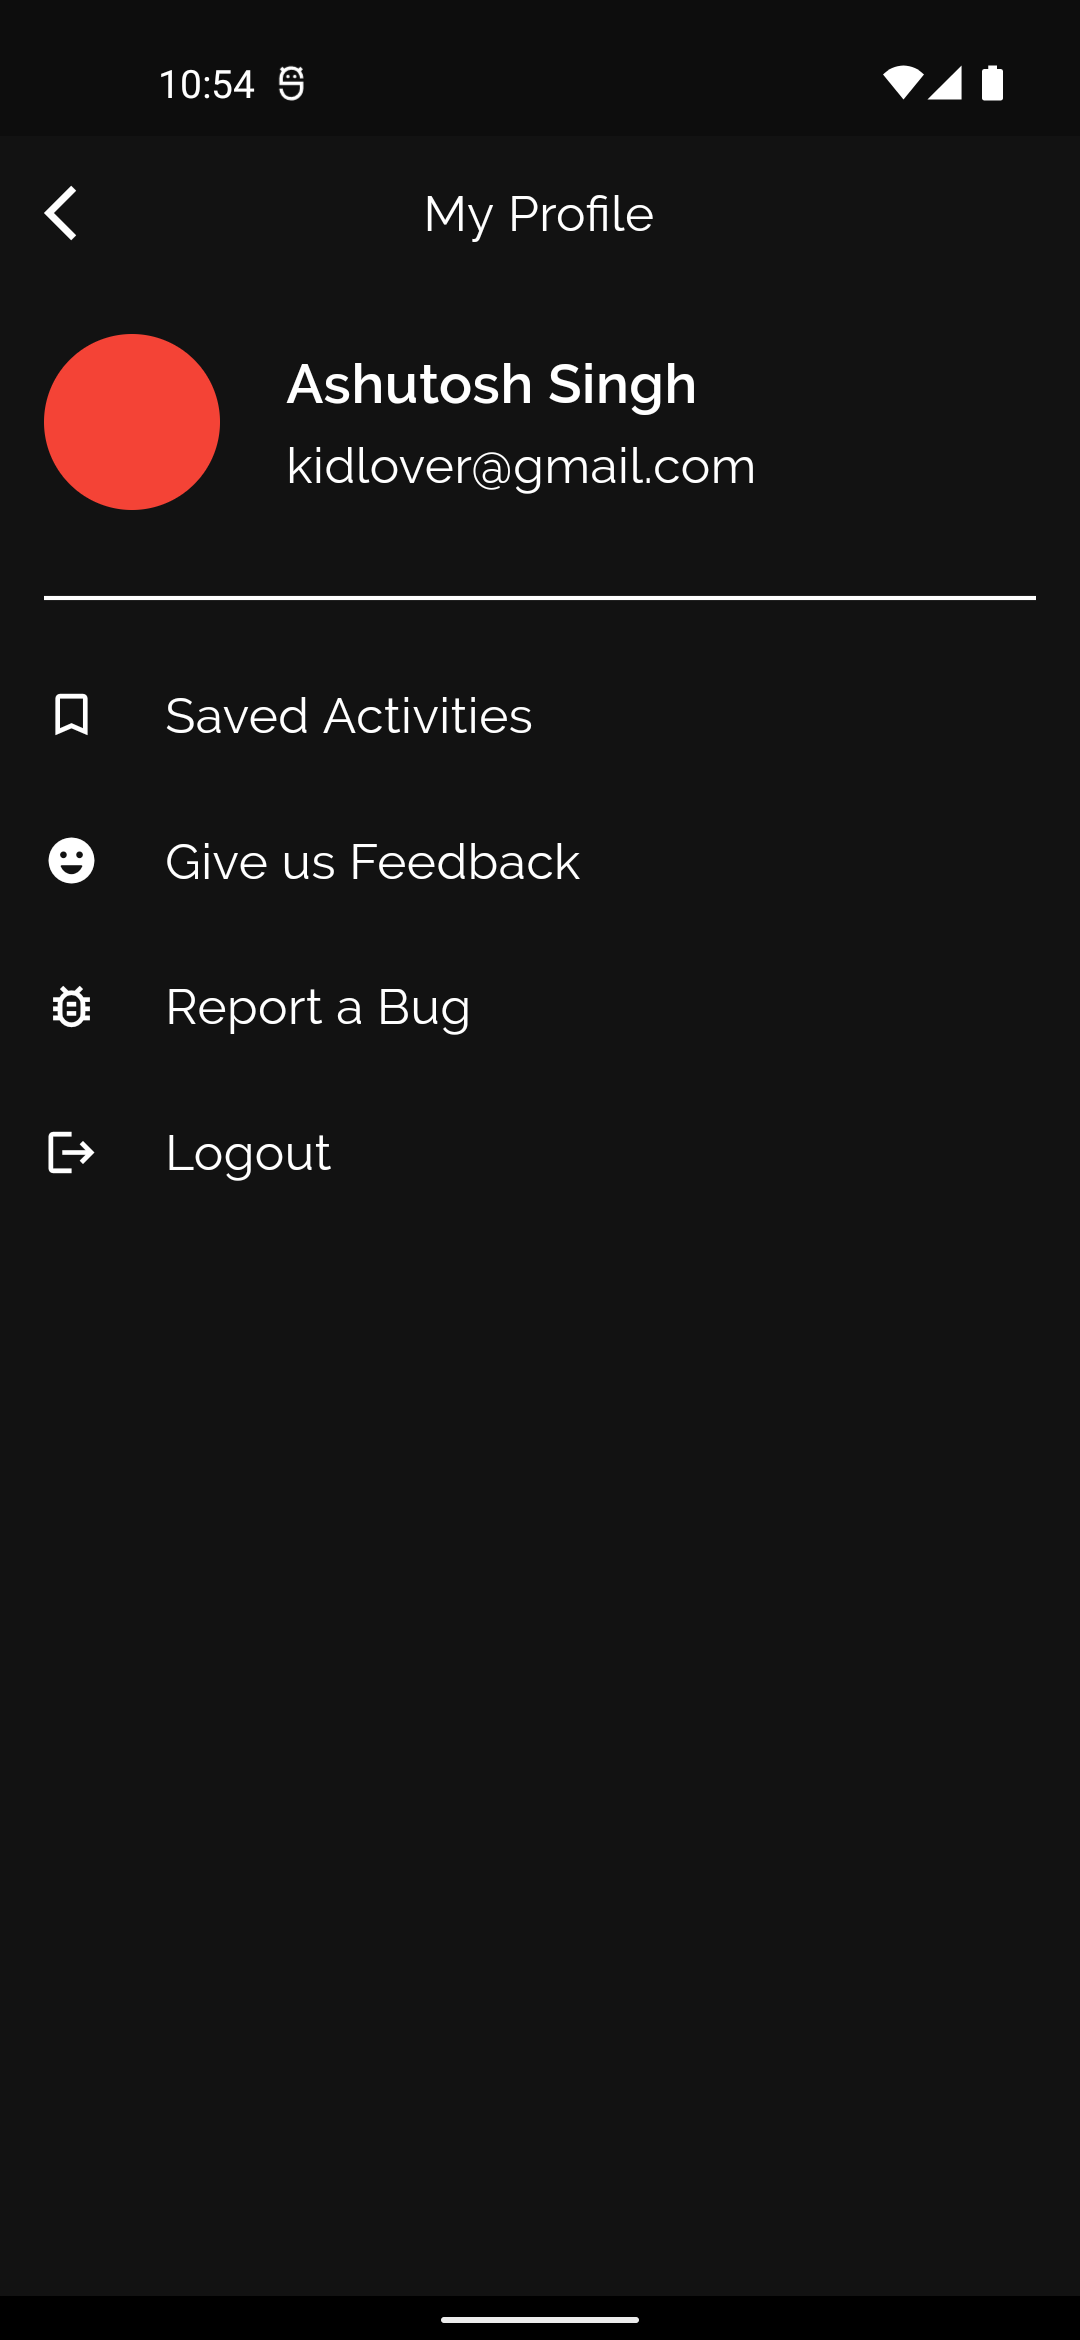 10:54
My Profile
Ashutosh Singh
kidlover@gmail.com
Saved Activities
Give us Feedback
Report a Bug
Logout